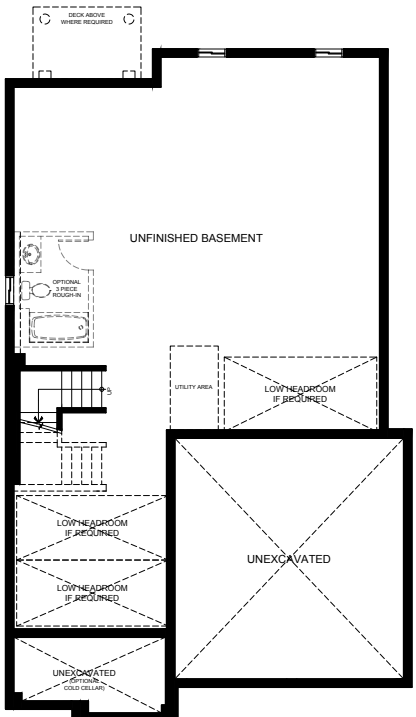 DECK ABOVE
WHERE REQUIRED
UNFINISHED BASEMENT
OPTIONAL
3 PIECE
ROUGH-IN
UTILITY AREA
LOW HEADROOM
IF REQUIRED
UP
LOW HEADROOM
IF REQUIRED
UNEXCAVATED
LOW HEADROOM
IF REQUIRED
UNEXCAVATED
(OPTIONAL
COLD CELLAR)